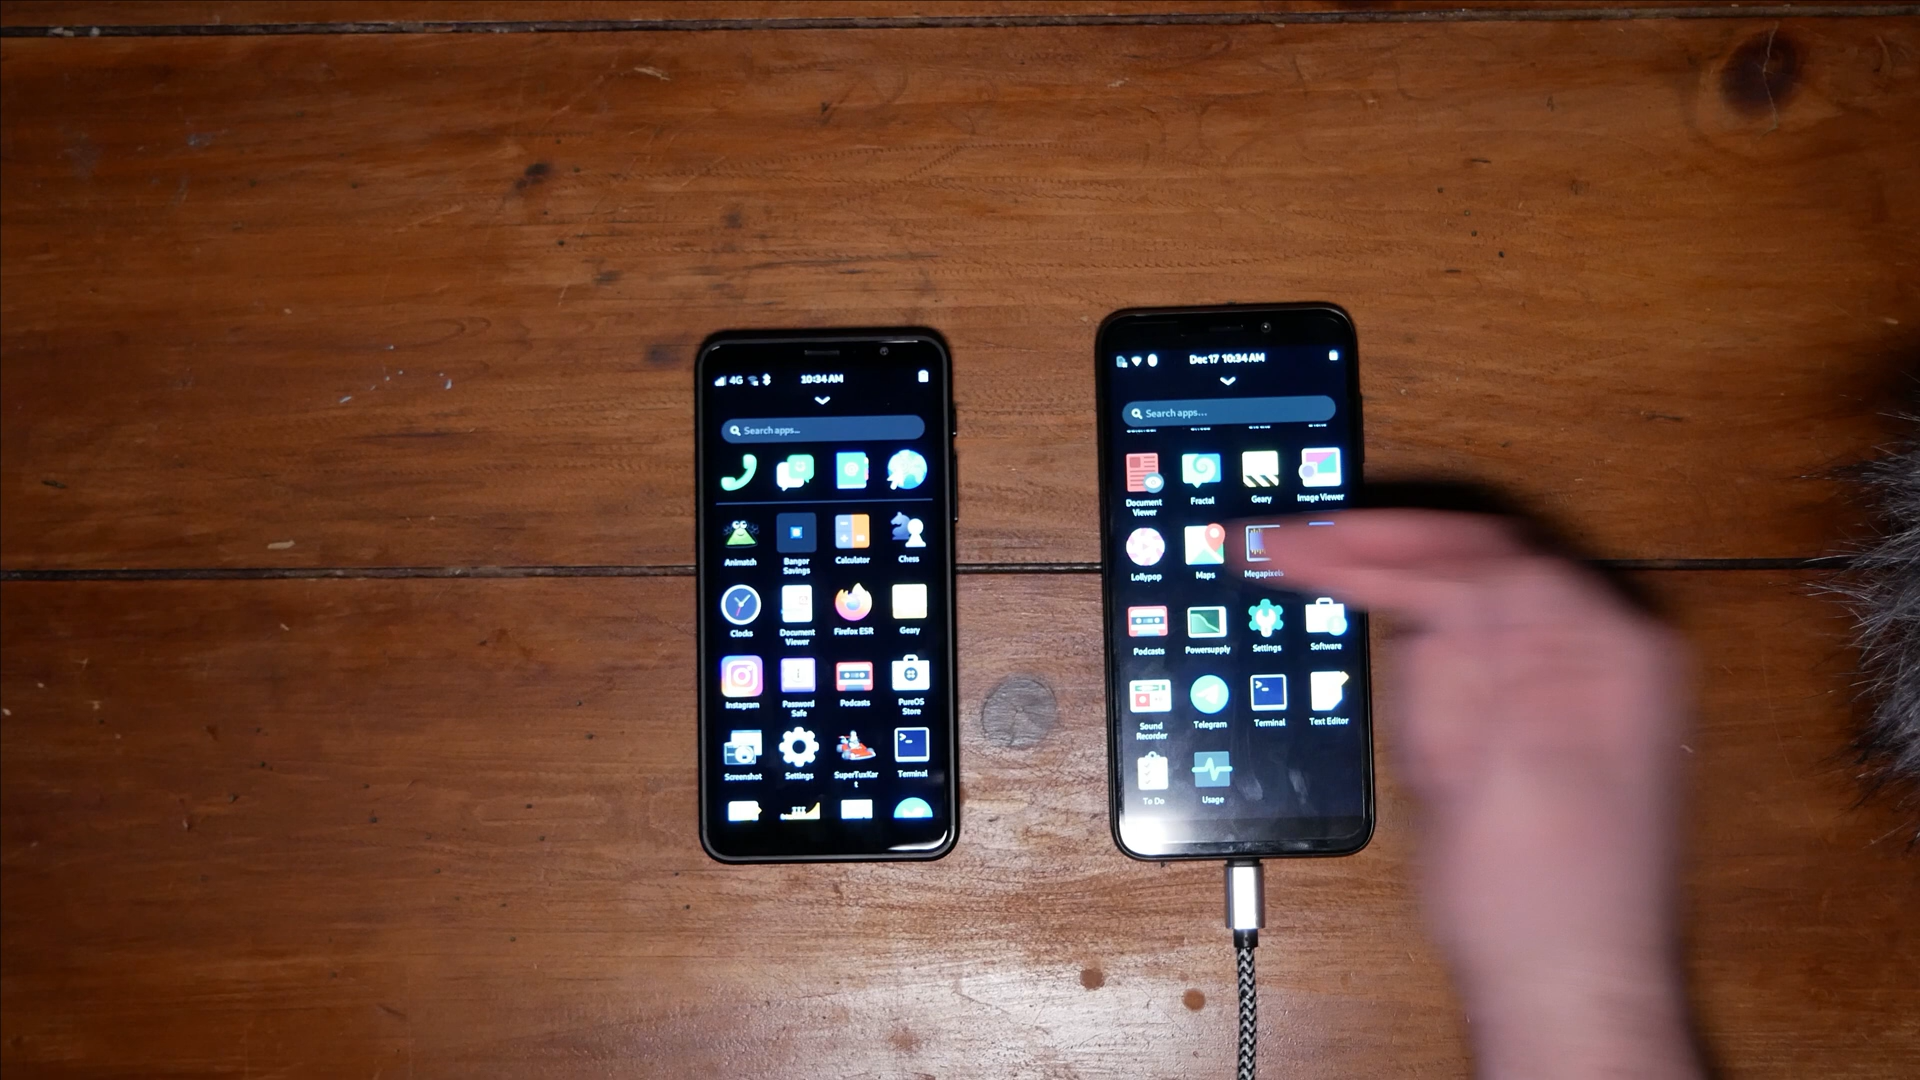 4G
10:34 AM
Search apps...
Animatch
Bangor Savings
Calculator
Chess
Clocks
Document Viewer
Firefox ESR
Geary
Instagram
Password Safe
Podcasts
PureOS Store
Screenshot
Settings
SuperTuxKar
t
Terminal
Dec 17 10:34 AM
Search apps...
Document Viewer
Fractal
Geary
Image Viewer
Lollypop
Maps
Megapixels
Podcasts
Powersupply
Settings
Software
Sound Recorder
Telegram
Terminal
Text Editor
To Do
Usage